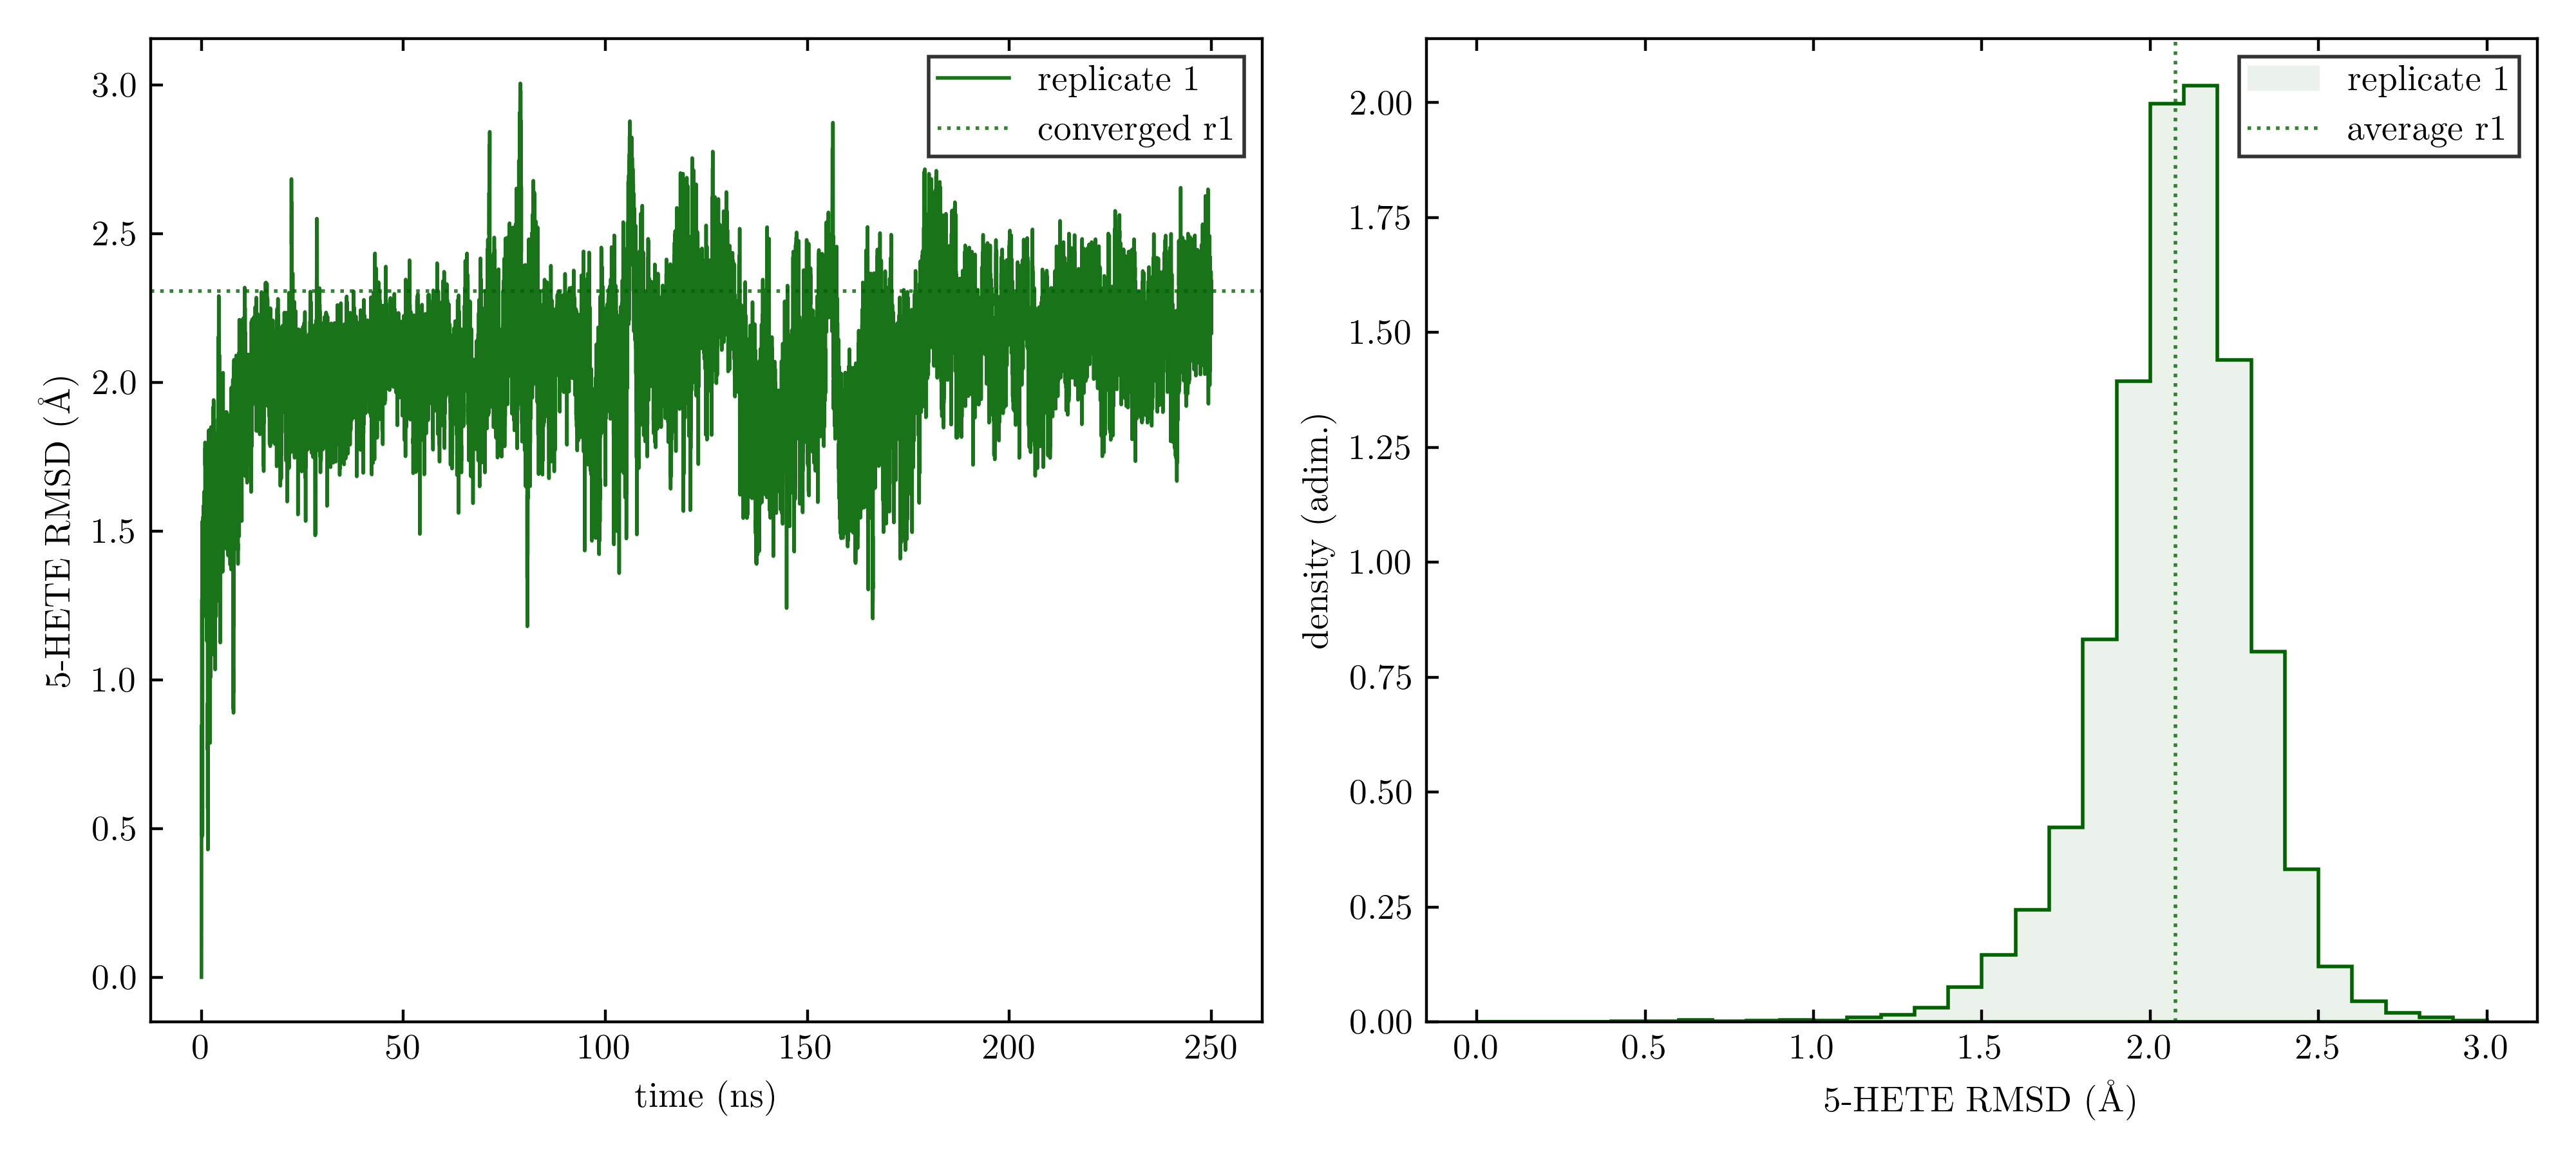 5-HETE RMSD (Å)
3.0
2.5
2.0
1.5
1.0
0.5
0.0
replicate 1
converged r1
0 50 100 150 200 250
time (ns)
density (adim.)
2.00
1.75
1.50
1.25
1.00
0.75
0.50
0.25
0.00
replicate 1
average r1
0.0 0.5 1.0 1.5 2.0 2.5 3.0
5-HETE RMSD (Å)